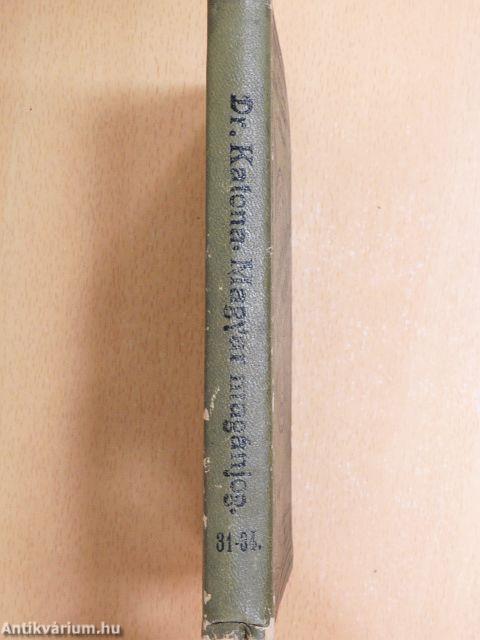 Dr. Katona. Magyar magánjog.
31-34.
Antikvárium.hu